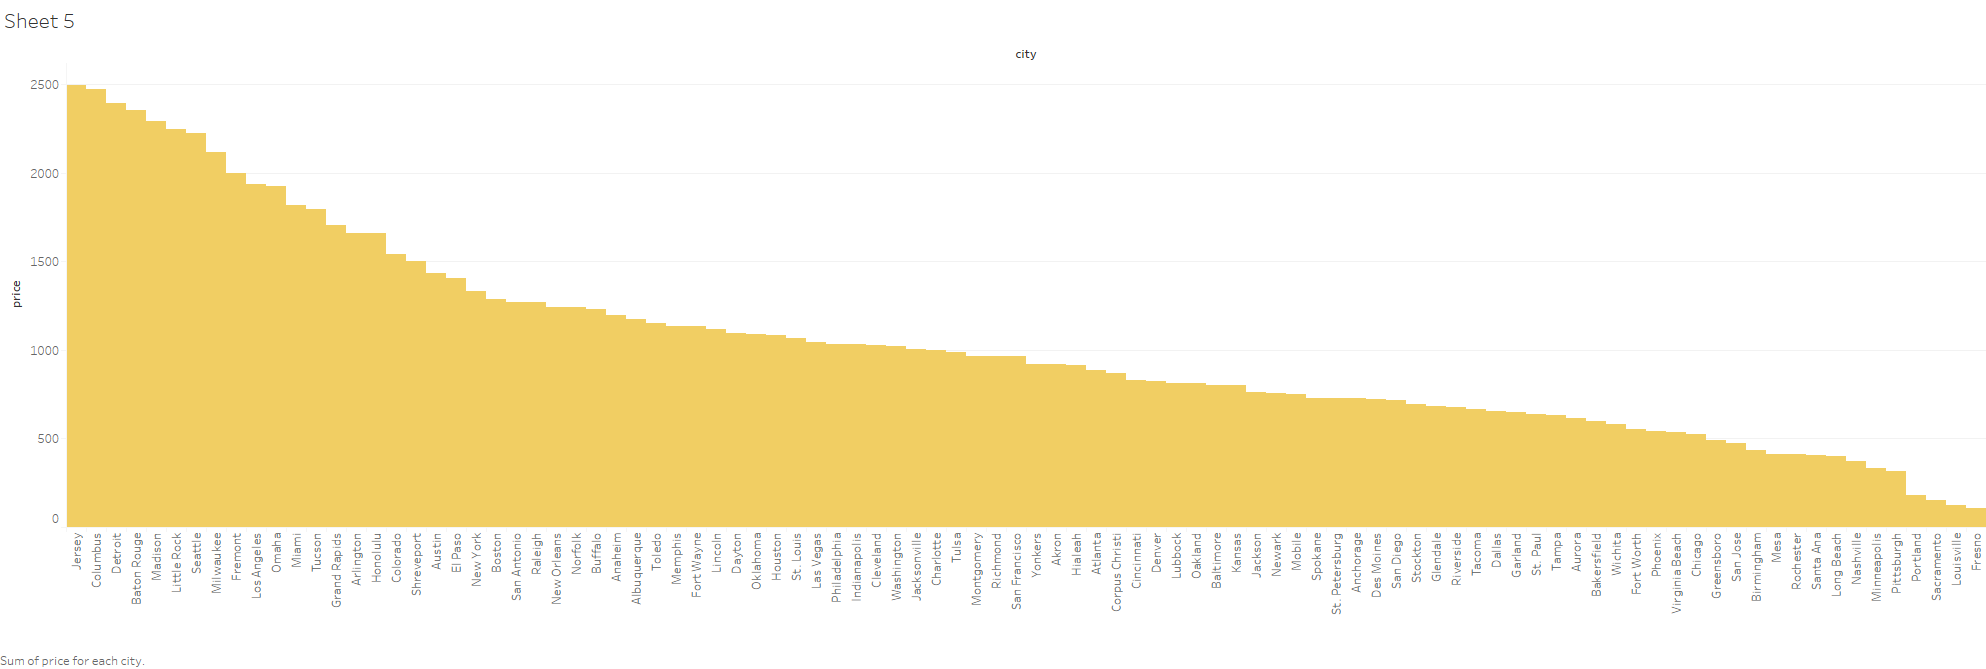 Sheet 5
city
2500
2000
1500
1000
500
0
price
Jersey
Columbus
Detroit
Baton Rouge
Madison
Little Rock
Seattle
Milwaukee
Fremont
Los Angeles
Omaha
Miami
Tucson
Grand Rapids
Arlington
Honolulu
Colorado
Shreveport
Austin
El Paso
New York
Boston
San Antonio
Raleigh
New Orleans
Norfolk
Buffalo
Anaheim
Albuquerque
Toledo
Memphis
Fort Wayne
Lincoln
Dayton
Oklahoma
Houston
St. Louis
Las Vegas
Philadelphia
Indianapolis
Cleveland
Washington
Jacksonville
Charlotte
Tulsa
Montgomery
Richmond
San Francisco
Yonkers
Akron
Hialeah
Atlanta
Corpus Christi
Cincinnati
Denver
Lubbock
Oakland
Baltimore
Kansas
Jackson
Newark
Mobile
Spokane
St. Petersburg
Anchorage
Des Moines
San Diego
Stockton
Glendale
Riverside
Tacoma
Dallas
Garland
St. Paul
Tampa
Aurora
Bakersfield
Wichita
Fort Worth
Phoenix
Virginia Beach
Chicago
Greensboro
San Jose
Birmingham
Mesa
Rochester
Santa Ana
Long Beach
Nashville
Minneapolis
Pittsburgh
Portland
Sacramento
Louisville
Fresno
Sum of price for each city.